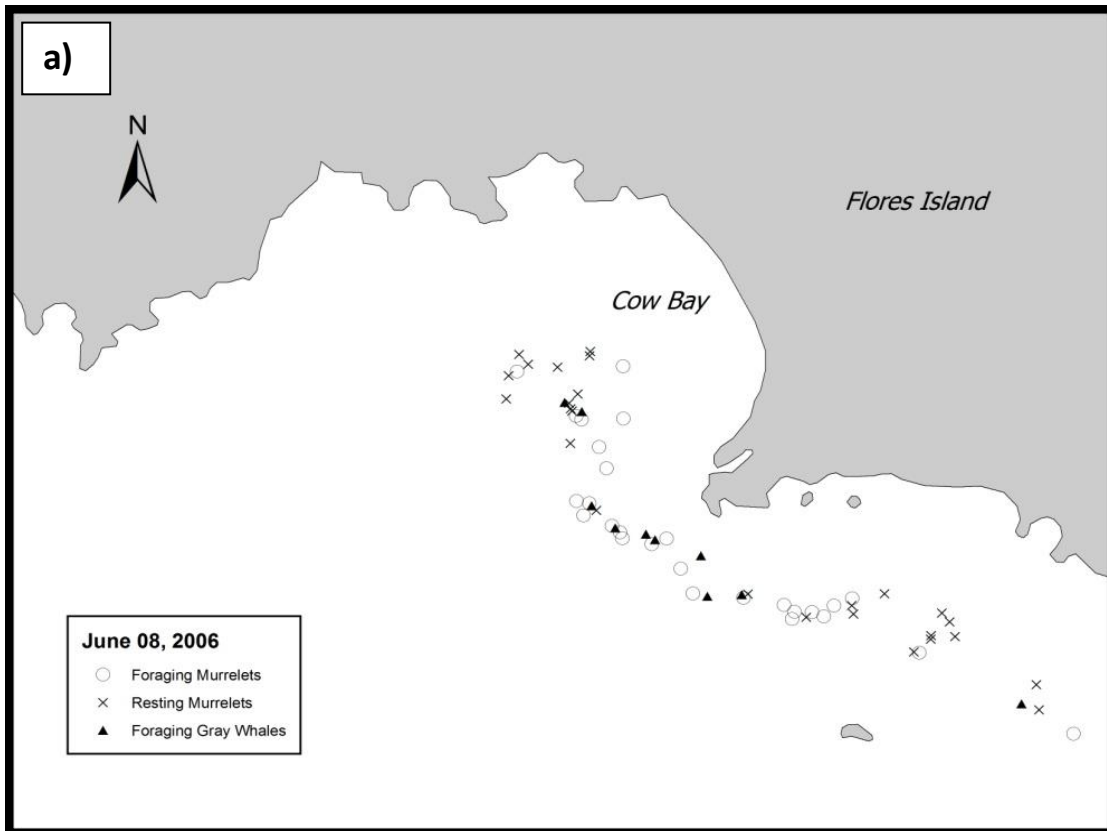 a)
N
Flores Island
Cow Bay
June 08, 2006
Foraging Murrelets
Resting Murrelets
Foraging Gray Whales